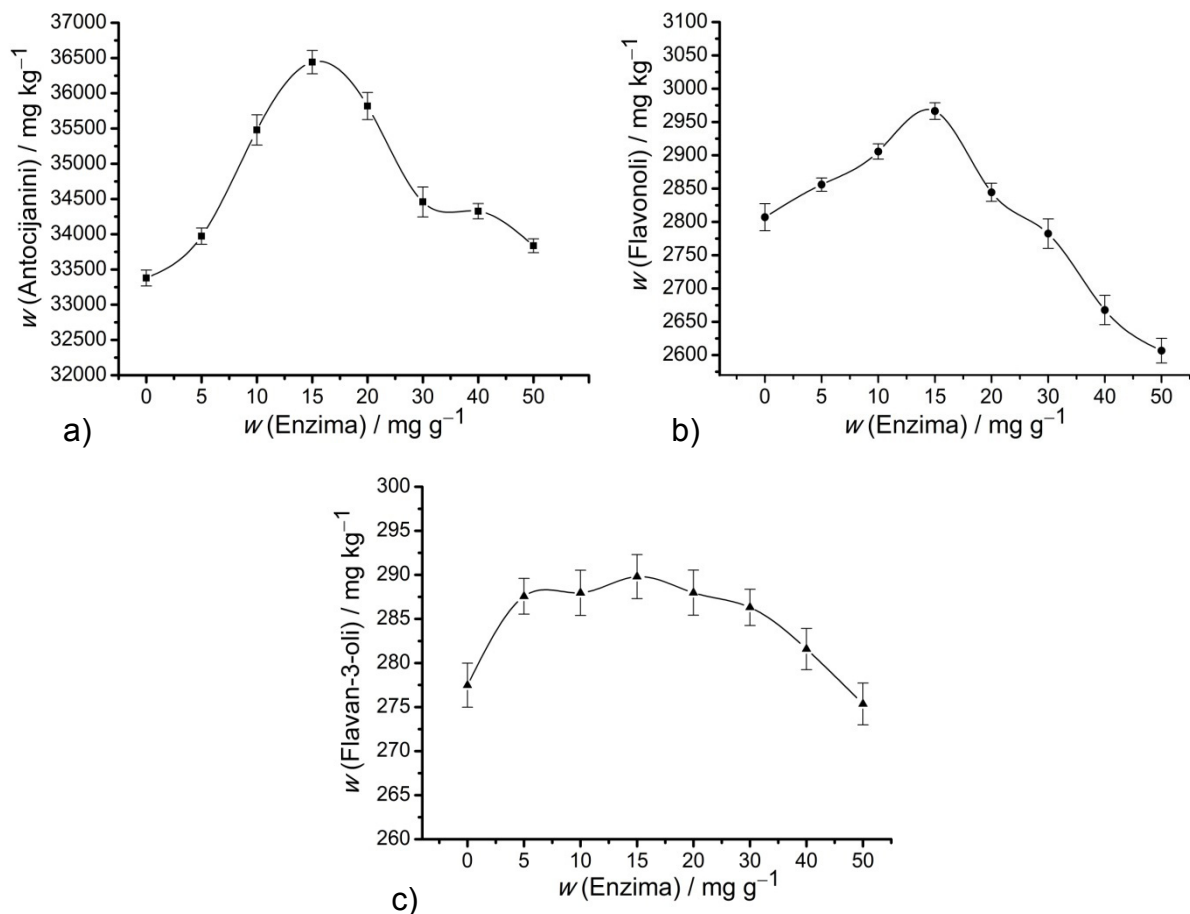 37000
36500
36000
35500
35000
34500
34000
33500
33000
32500
32000
w (Antocijanini) / mg kg⁻¹
0 5 10 15 20 30 40 50
w (Enzima) / mg g⁻¹
a)
3100
3050
3000
2950
2900
2850
2800
2750
2700
2650
2600
w (Flavonoli) / mg kg⁻¹
0 5 10 15 20 30 40 50
w (Enzima) / mg g⁻¹
b)
300
295
290
285
280
275
270
265
260
w (Flavan-3-oli) / mg kg⁻¹
0 5 10 15 20 30 40 50
w (Enzima) / mg g⁻¹
c)